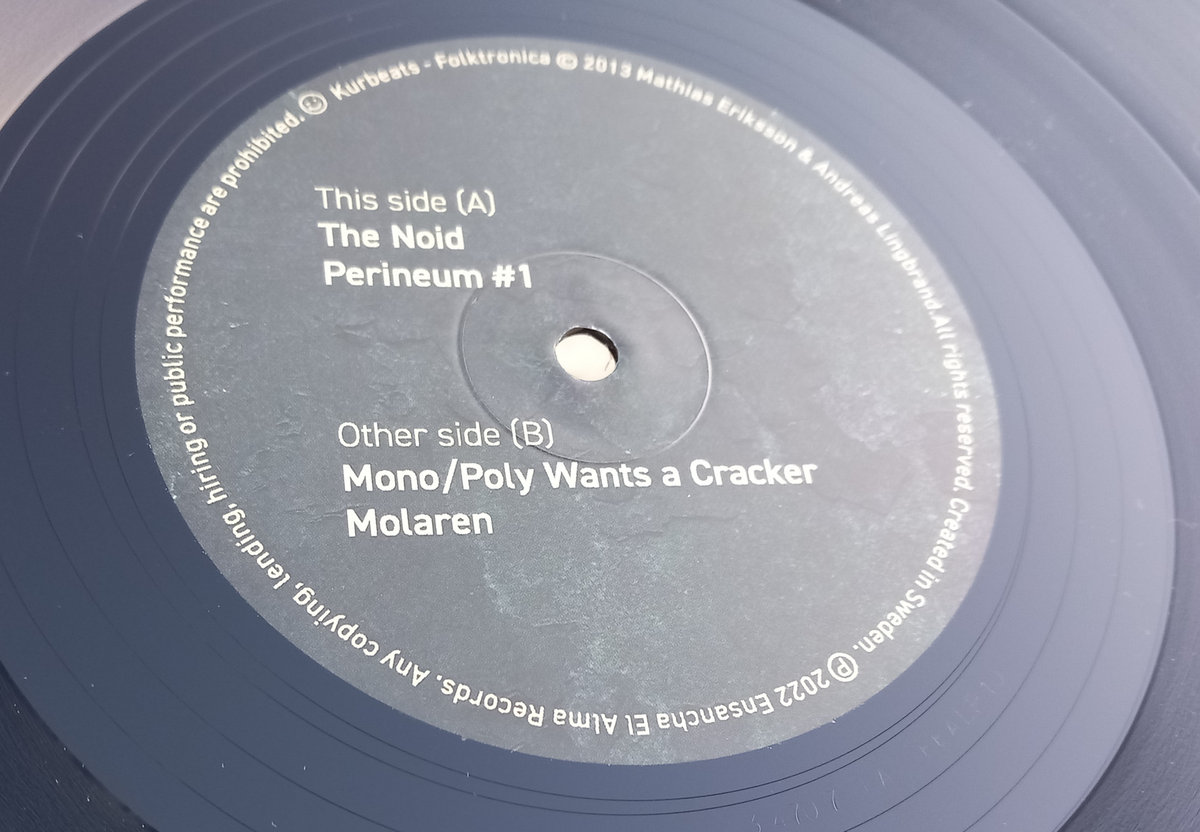 This side (A)
The Noid
Perineum #1
Other side (B)
Mono/Poly Wants a Cracker
Molaren
Kurbeats - Folktronica © 2013 Mathias Eriksson & Andreas Lingbrand. All rights reserved. Created in Sweden. ℗ 2022 Ensancha El Alma Records. Any copying, lending, hiring or public performance are prohibited.